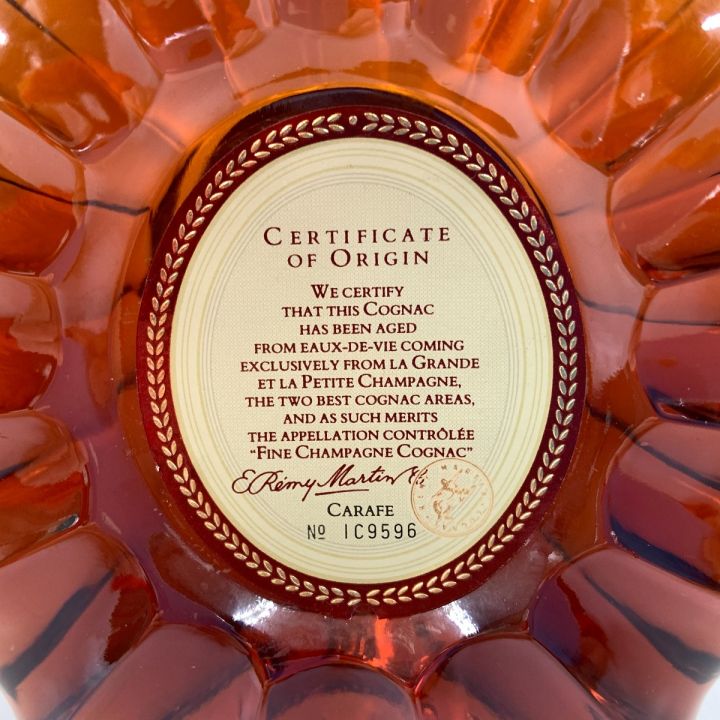 CERTIFICATE
OF ORIGIN
WE CERTIFY
THAT THIS COGNAC
HAS BEEN AGED
FROM EAUX-DE-VIE COMING
EXCLUSIVELY FROM LA GRANDE
ET LA PETITE CHAMPAGNE,
THE TWO BEST COGNAC AREAS,
AND AS SUCH MERITS
THE APPELLATION CONTRÔLÉE
"FINE CHAMPAGNE COGNAC"
E. Rémy Martin
CARAFE
Nº IC9596